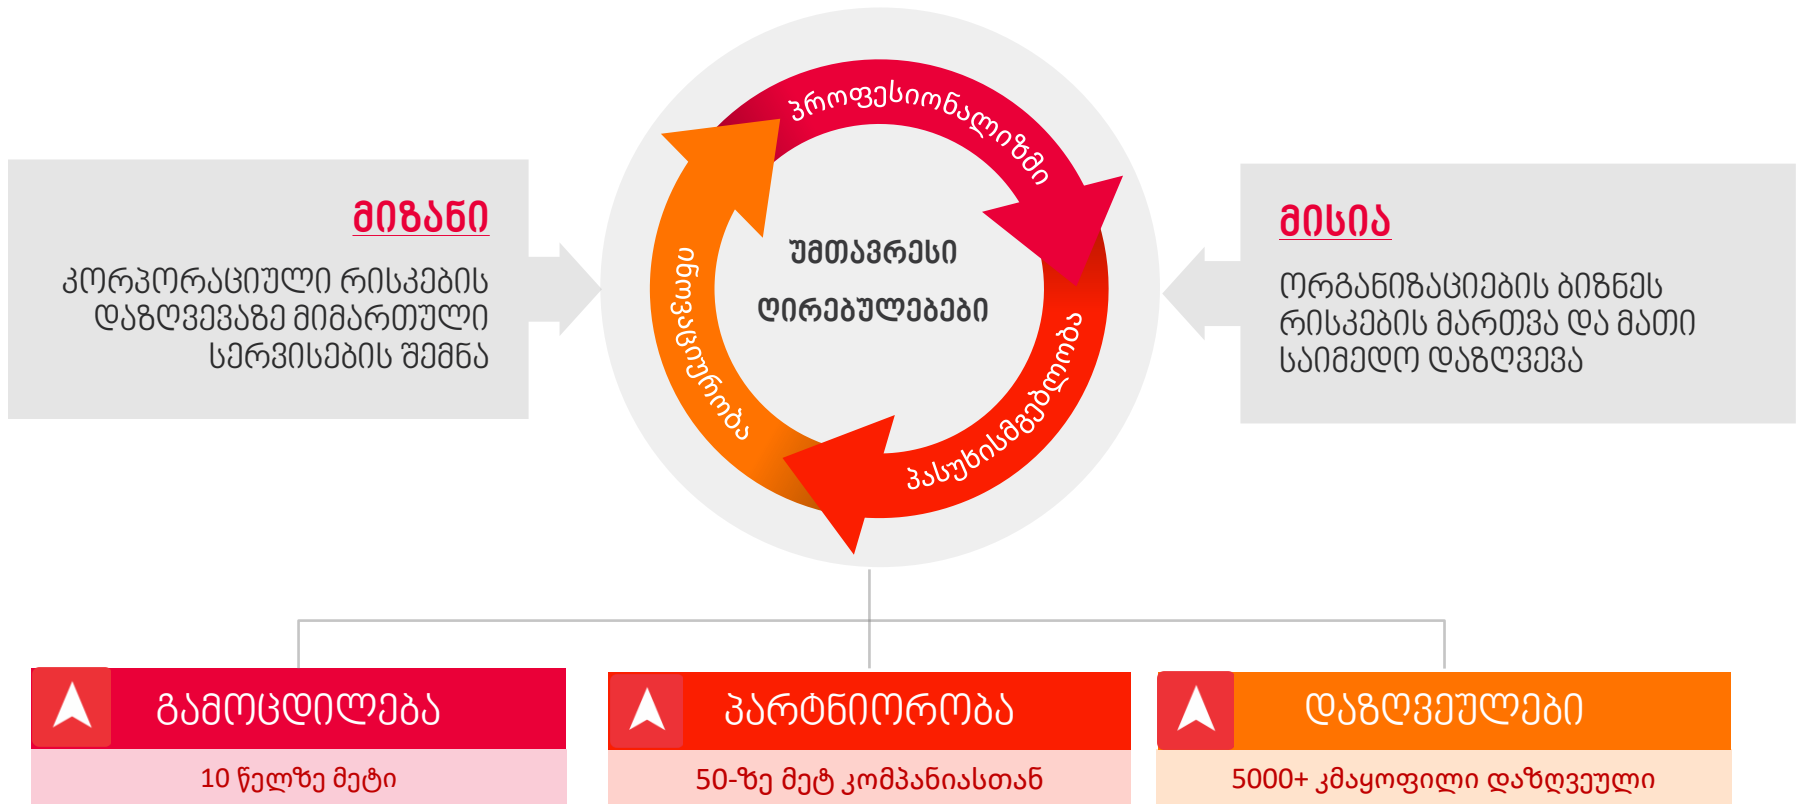 მიზანი
კორპორაციული რისკების
დაზღვევაზე მიმართული
სერვისების შემნა
პროფესიონალიზმი
პასუხისმგებლობა
ინოვაციურობა
უმთავრესი
ღირებულებები
მისია
ორგანიზაციების ბიზნეს
რისკების მართვა და მათი
საიმედო დაზღვევა
გამოცდილება
10 წელზე მეტი
პარტნიორობა
50-ზე მეტ კომპანიასთან
დაზღვეულები
5000+ კმაყოფილი დაზღვეული